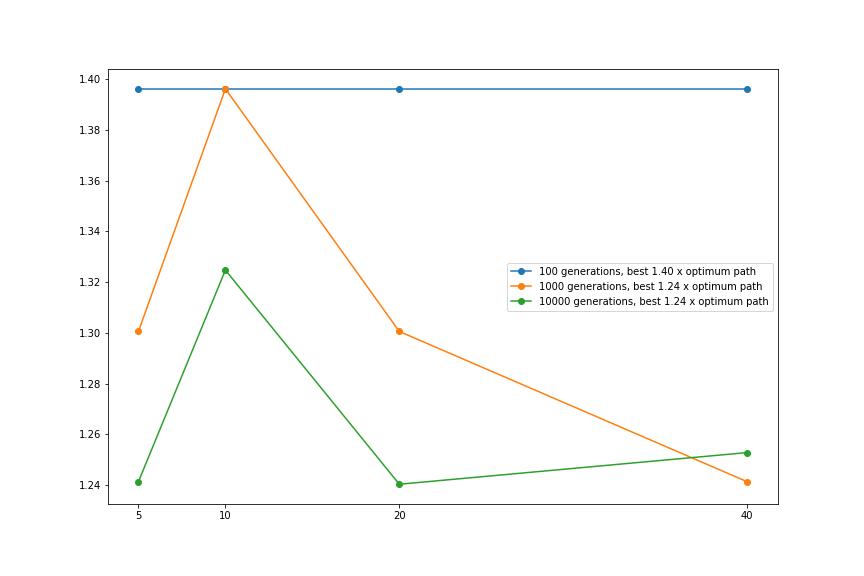 1.40
1.38
1.36
1.34
1.32
1.30
1.28
1.26
1.24
100 generations, best 1.40 x optimum path
1000 generations, best 1.24 x optimum path
10000 generations, best 1.24 x optimum path
5 10 20 40